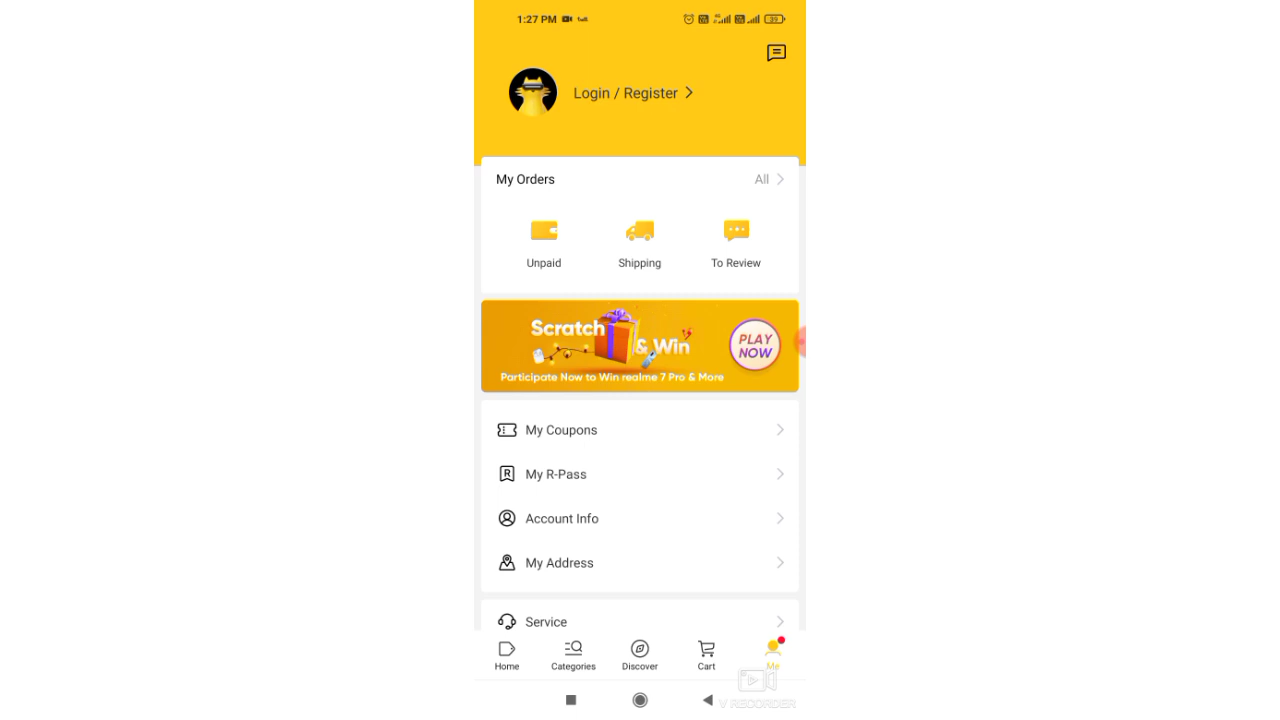 1:27 PM
39
Login / Register
My Orders
All
Unpaid
Shipping
To Review
Scratch
& Win
PLAY
NOW
Participate Now to Win realme 7 Pro & More
My Coupons
R
My R-Pass
Account Info
My Address
Service
Home
Categories
Discover
Cart
Me
V RECORDER